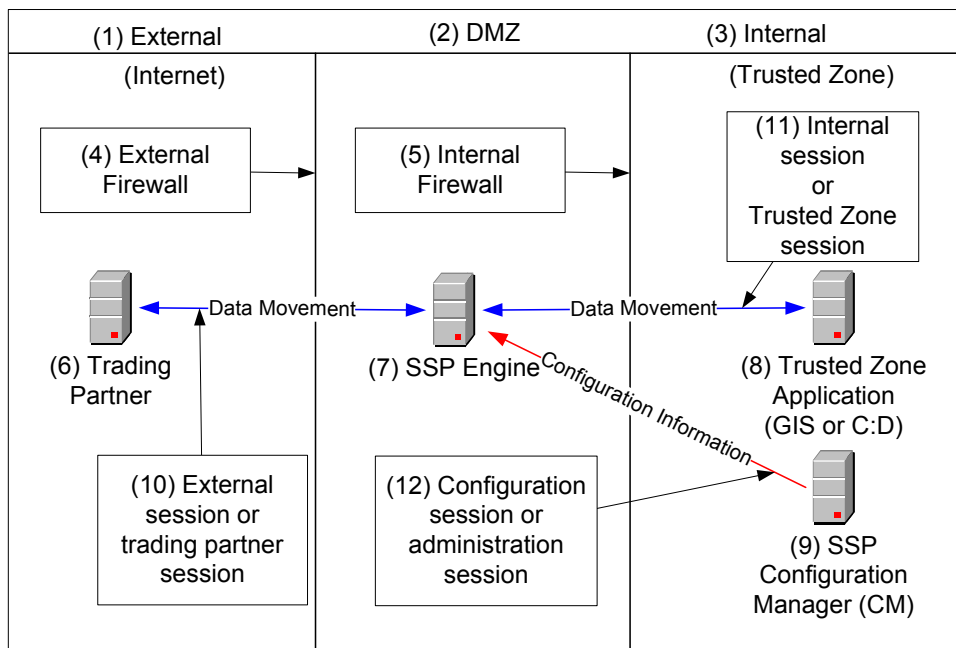 (1) External
(2) DMZ
(3) Internal
(Internet)
(Trusted Zone)
(4) External
Firewall
(5) Internal
Firewall
(11) Internal
session
or
Trusted Zone
session
Data Movement
Data Movement
(6) Trading
Partner
(7) SSP Engine
(8) Trusted Zone
Application
(GIS or C:D)
Configuration Information
(10) External
session or
trading partner
session
(12) Configuration
session or
administration
session
(9) SSP
Configuration
Manager (CM)